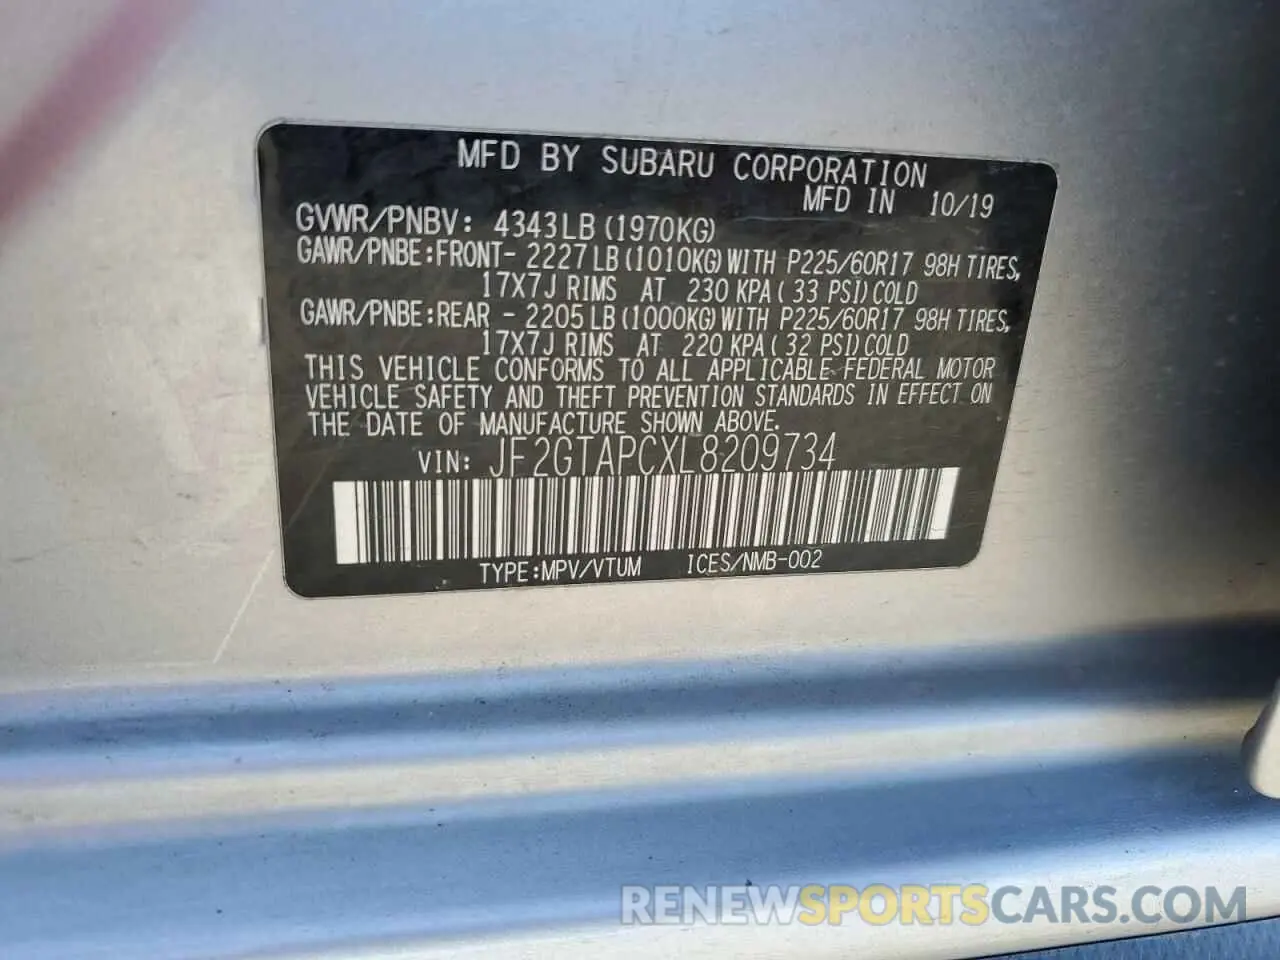 MFD BY SUBARU CORPORATION
MFD IN 10/19
GVWR/PNBV: 4343LB (1970KG)
GAWR/PNBE:FRONT- 2227LB (1010KG) WITH P225/60R17 98H TIRES,
17X7J RIMS AT 230 KPA( 33 PSI) COLD
GAWR/PNBE:REAR - 2205LB (1000KG) WITH P225/60R17 98H TIRES,
17X7J RIMS AT 220 KPA( 32 PSI) COLD
THIS VEHICLE CONFORMS TO ALL APPLICABLE FEDERAL MOTOR
VEHICLE SAFETY AND THEFT PREVENTION STANDARDS IN EFFECT ON
THE DATE OF MANUFACTURE SHOWN ABOVE.
VIN: JF2GTAPCXL8209734
TYPE:MPV/VTUM ICES/NMB-002
RENEWSPORTSCARS.COM